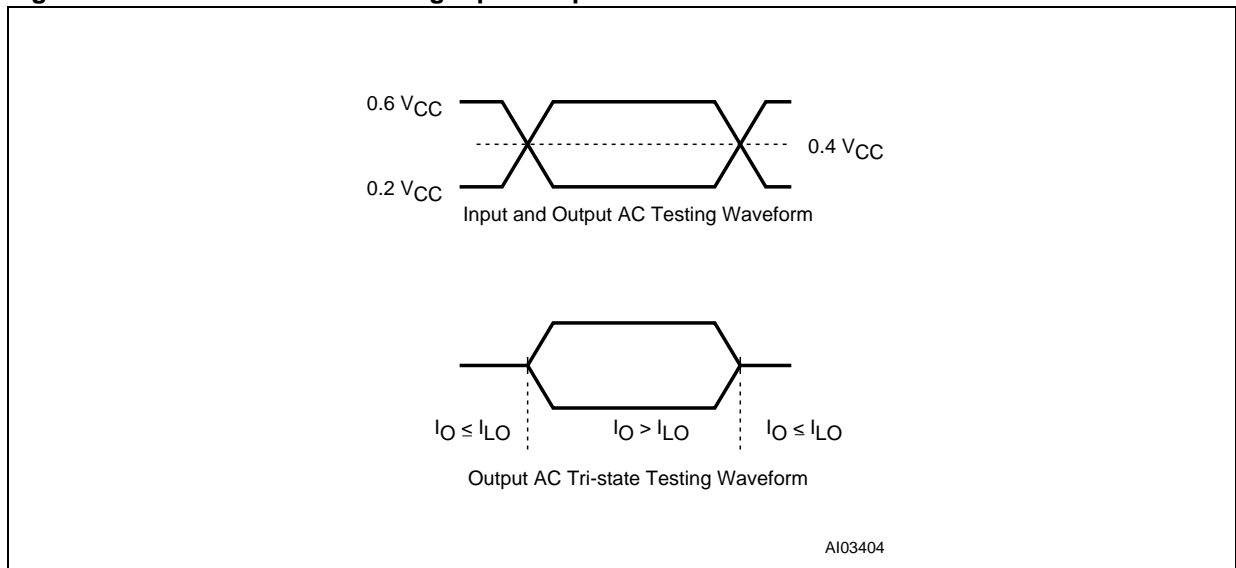 0.6 VCC
0.4 VCC
0.2 VCC
Input and Output AC Testing Waveform
IO ≤ ILO IO > ILO IO ≤ ILO
Output AC Tri-state Testing Waveform
AI03404